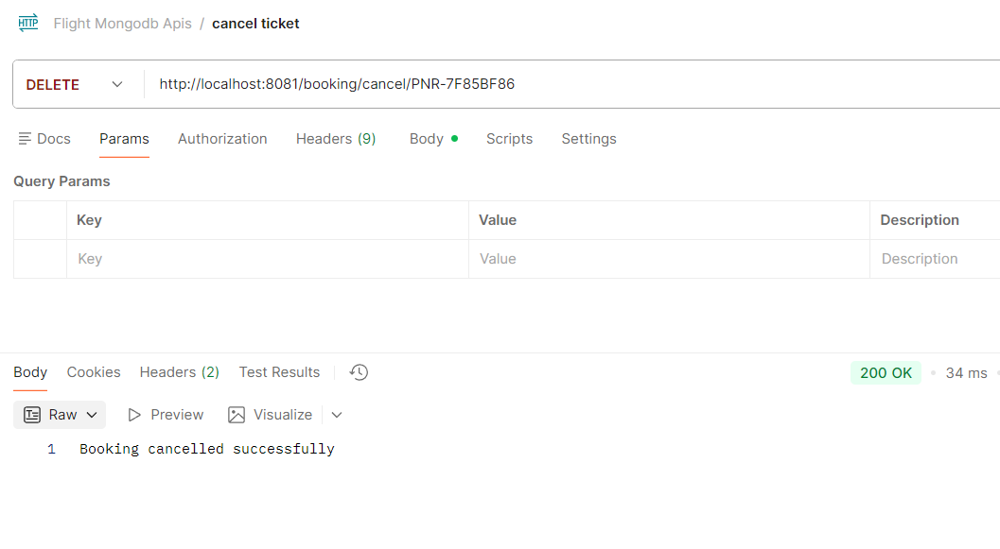 HTTP Flight Mongodb Apis / cancel ticket
DELETE http://localhost:8081/booking/cancel/PNR-7F85BF86
Docs Params Authorization Headers (9) Body Scripts Settings
Query Params
Key Value Description
Key Value Description
Body Cookies Headers (2) Test Results 200 OK • 34 ms •
Raw Preview Visualize
1 Booking cancelled successfully